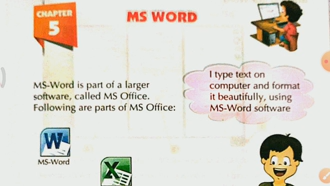 CHAPTER
5
MS WORD
MS-Word is part of a larger
software, called MS Office.
Following are parts of MS Office:
I type text on
computer and format
it beautifully, using
MS-Word software
W
MS-Word
X